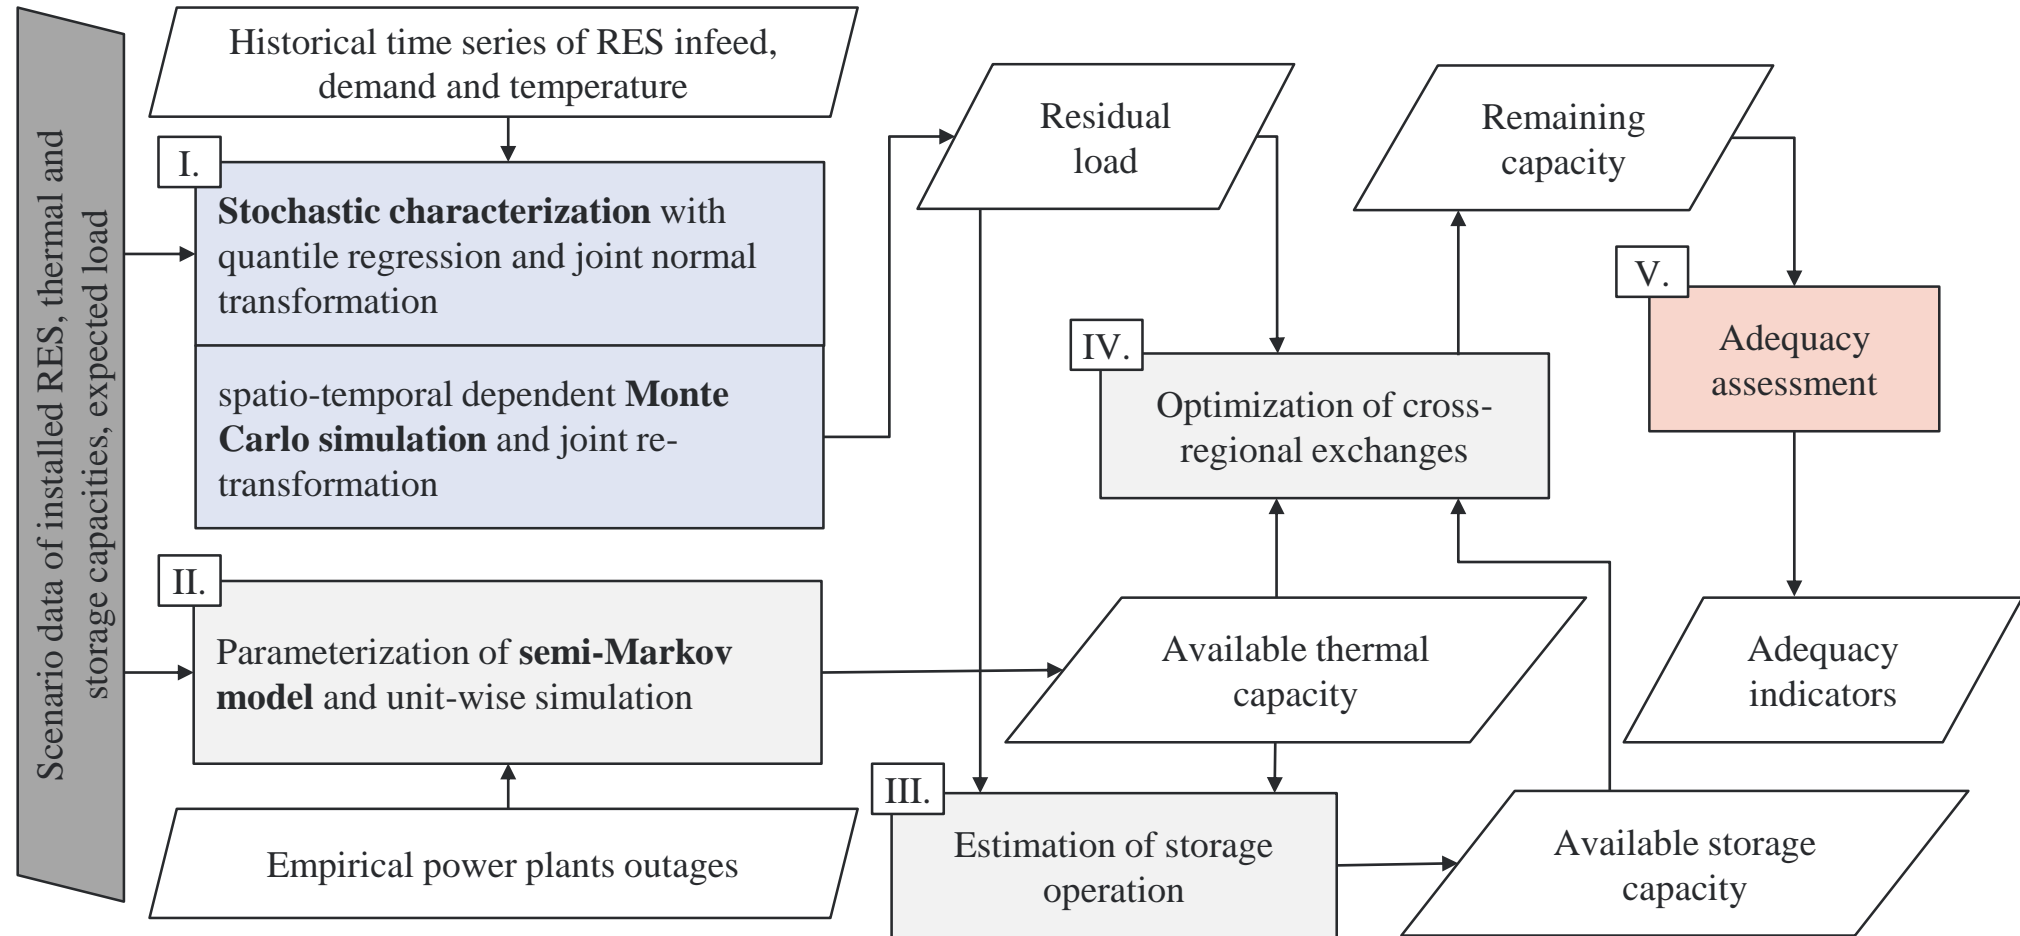 Scenario data of installed RES, thermal and
storage capacities, expected load
Historical time series of RES infeed,
demand and temperature
I.
Stochastic characterization with
quantile regression and joint normal
transformation
spatio-temporal dependent Monte
Carlo simulation and joint re-
transformation
II.
Parameterization of semi-Markov
model and unit-wise simulation
Empirical power plants outages
Residual
load
Remaining
capacity
IV.
Optimization of cross-
regional exchanges
V.
Adequacy
assessment
Available thermal
capacity
Adequacy
indicators
III.
Estimation of storage
operation
Available storage
capacity